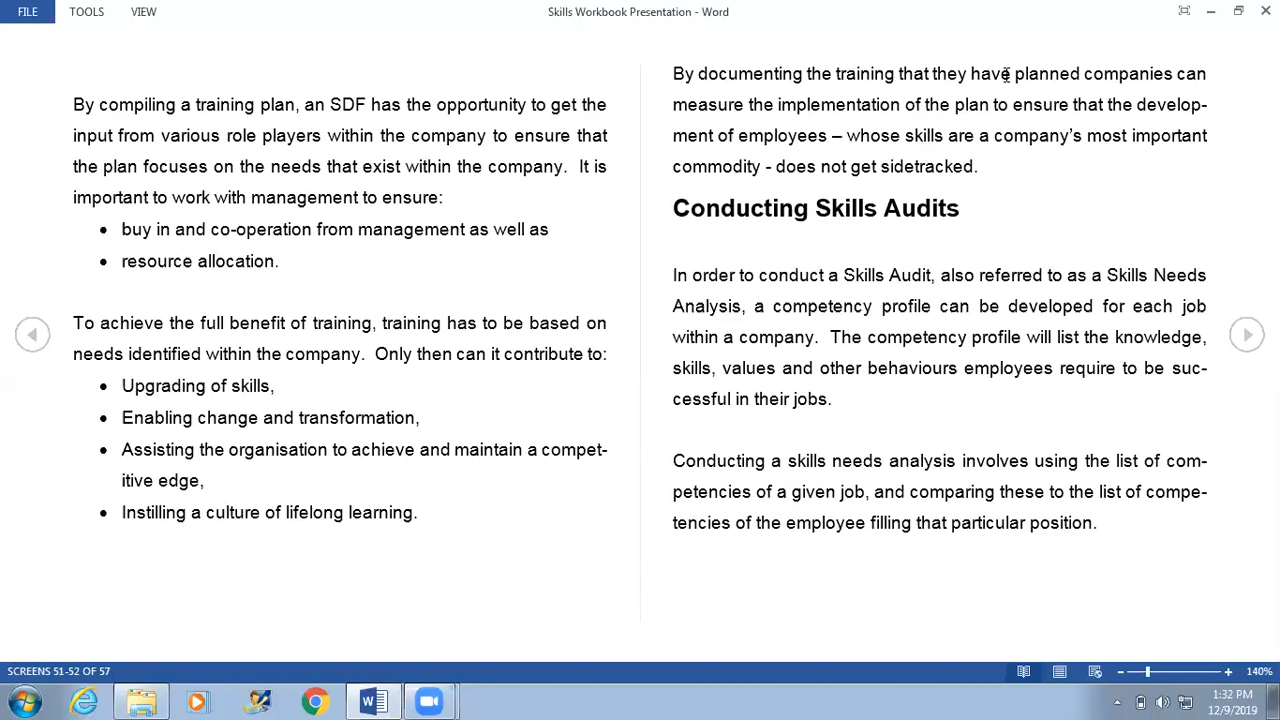 FILE TOOLS VIEW Skills Workbook Presentation - Word
By compiling a training plan, an SDF has the opportunity to get the
input from various role players within the company to ensure that
the plan focuses on the needs that exist within the company. It is
important to work with management to ensure:
• buy in and co-operation from management as well as
• resource allocation.
To achieve the full benefit of training, training has to be based on
needs identified within the company. Only then can it contribute to:
• Upgrading of skills,
• Enabling change and transformation,
• Assisting the organisation to achieve and maintain a compet-
itive edge,
• Instilling a culture of lifelong learning.
By documenting the training that they have planned companies can
measure the implementation of the plan to ensure that the develop-
ment of employees – whose skills are a company’s most important
commodity - does not get sidetracked.
Conducting Skills Audits
In order to conduct a Skills Audit, also referred to as a Skills Needs
Analysis, a competency profile can be developed for each job
within a company. The competency profile will list the knowledge,
skills, values and other behaviours employees require to be suc-
cessful in their jobs.
Conducting a skills needs analysis involves using the list of com-
petencies of a given job, and comparing these to the list of compe-
tencies of the employee filling that particular position.
SCREENS 51-52 OF 57 140%
1:32 PM
12/9/2019